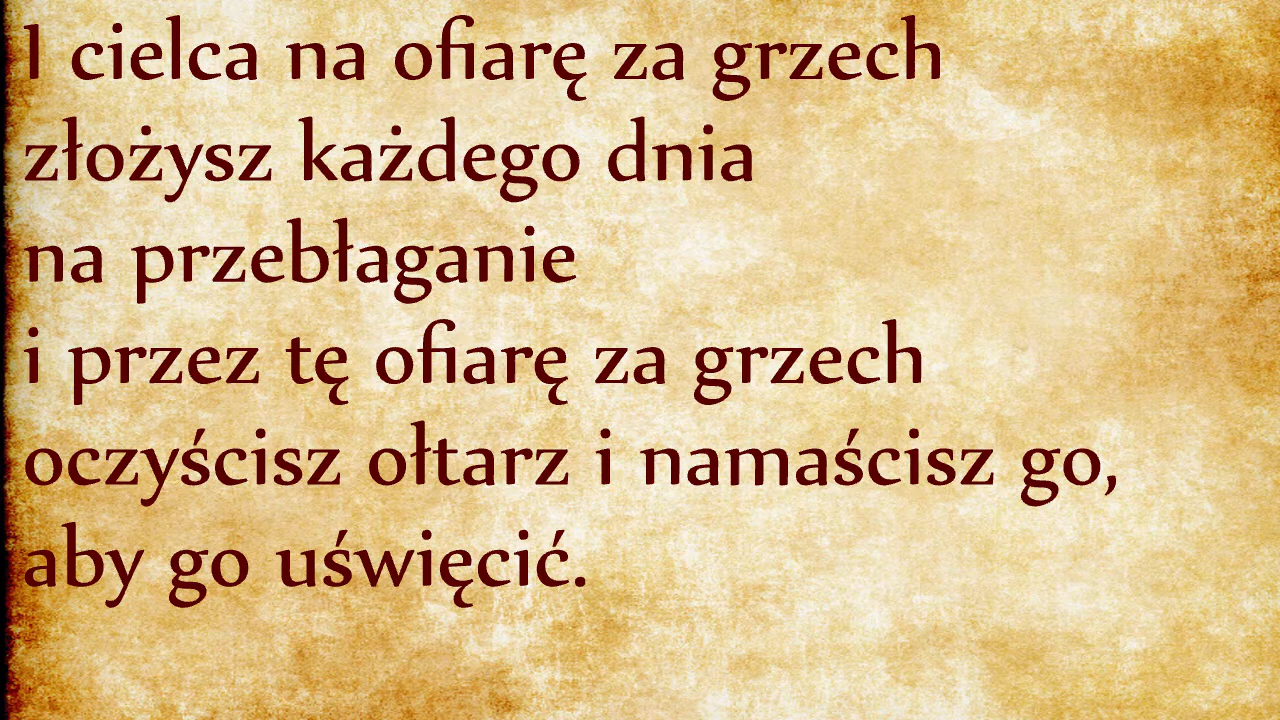 I cielca na ofiarę za grzech
złożysz każdego dnia
na przebłaganie
i przez tę ofiarę za grzech
oczyścisz ołtarz i namaścisz go,
aby go uświęcić.